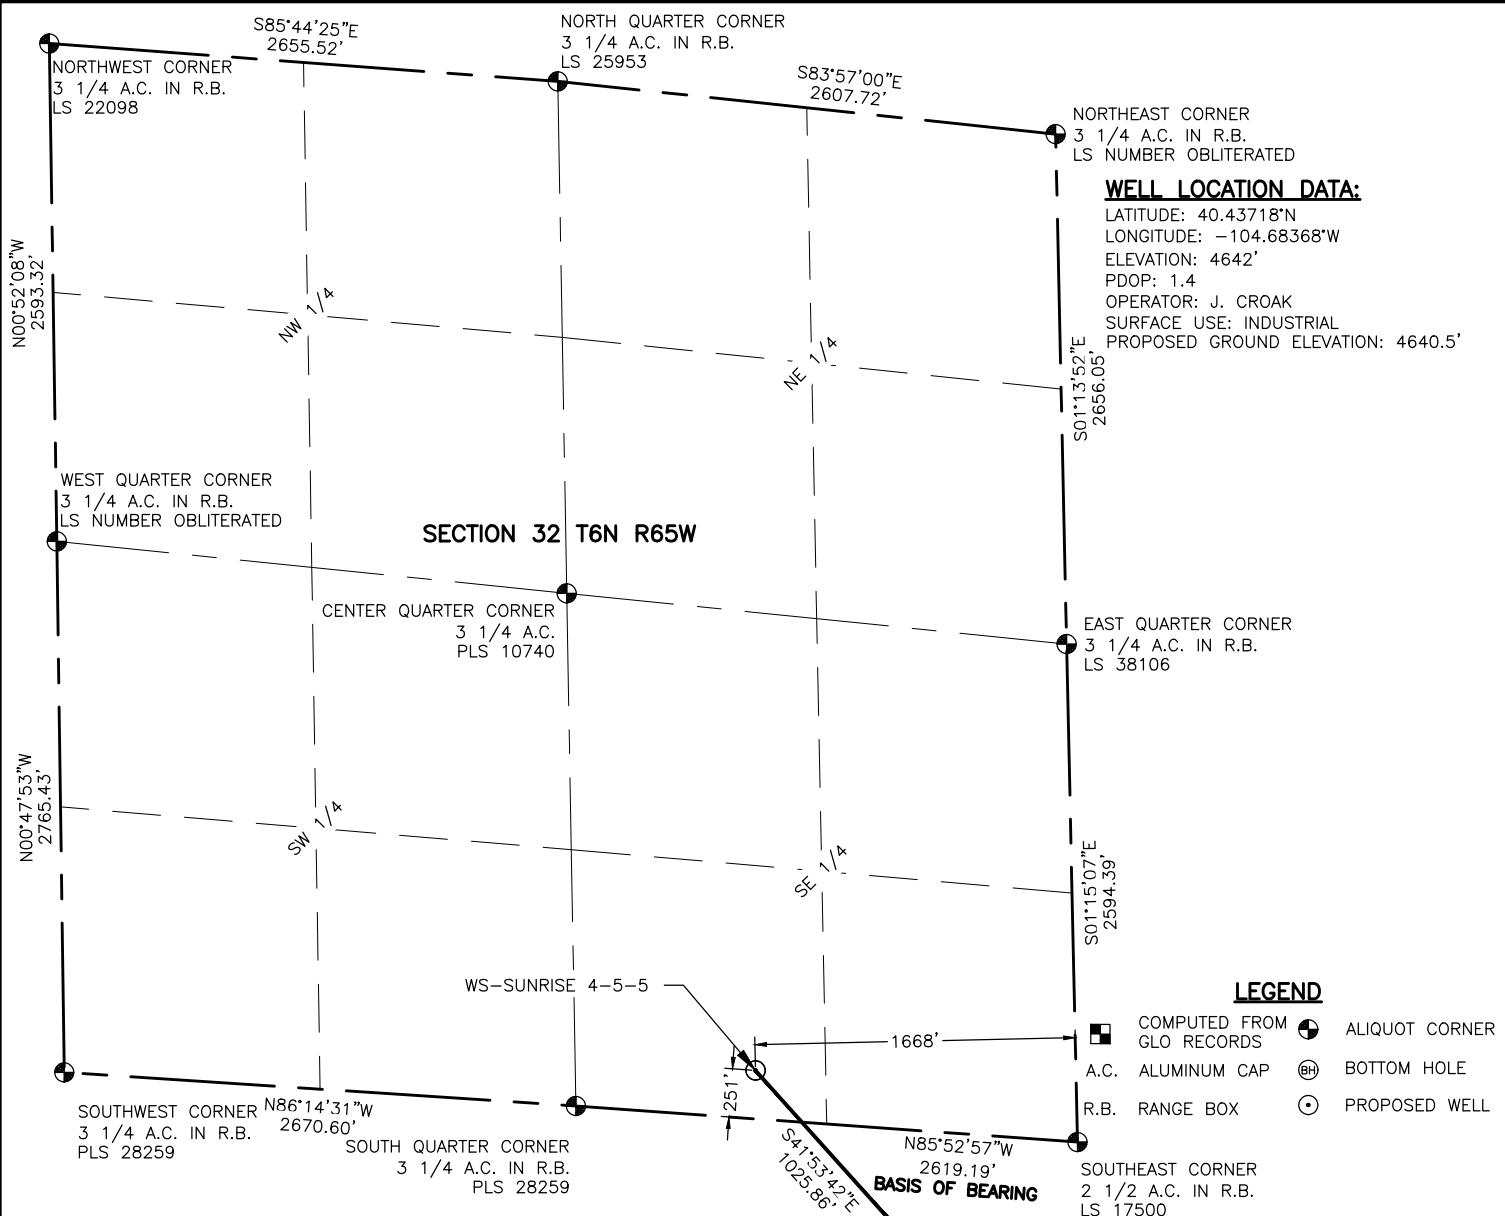 S85°44'25"E
2655.52'
NORTH QUARTER CORNER
3 1/4 A.C. IN R.B.
LS 25953
NORTHWEST CORNER
3 1/4 A.C. IN R.B.
LS 22098
S83°57'00"E
2607.72'
NORTHEAST CORNER
3 1/4 A.C. IN R.B.
LS NUMBER OBLITERATED
WELL LOCATION DATA:
LATITUDE: 40.43718°N
LONGITUDE: -104.68368°W
ELEVATION: 4642'
PDOP: 1.4
OPERATOR: J. CROAK
SURFACE USE: INDUSTRIAL
PROPOSED GROUND ELEVATION: 4640.5'
N00°52'08"W
2593.32'
NW 1/4
NE 1/4
S01°13'52"E
2656.05'
WEST QUARTER CORNER
3 1/4 A.C. IN R.B.
LS NUMBER OBLITERATED
SECTION 32 T6N R65W
CENTER QUARTER CORNER
3 1/4 A.C.
PLS 10740
EAST QUARTER CORNER
3 1/4 A.C. IN R.B.
LS 38106
N00°47'53"W
2765.43'
SW 1/4
SE 1/4
S01°15'07"E
2594.39'
WS-SUNRISE 4-5-5
1668'
251'
LEGEND
COMPUTED FROM
GLO RECORDS
ALIQUOT CORNER
A.C. ALUMINUM CAP
BH BOTTOM HOLE
R.B. RANGE BOX
PROPOSED WELL
SOUTHWEST CORNER
3 1/4 A.C. IN R.B.
PLS 28259
N86°14'31"W
2670.60'
SOUTH QUARTER CORNER
3 1/4 A.C. IN R.B.
PLS 28259
S41°53'42"E
1025.86'
N85°52'57"W
2619.19'
BASIS OF BEARING
SOUTHEAST CORNER
2 1/2 A.C. IN R.B.
LS 17500